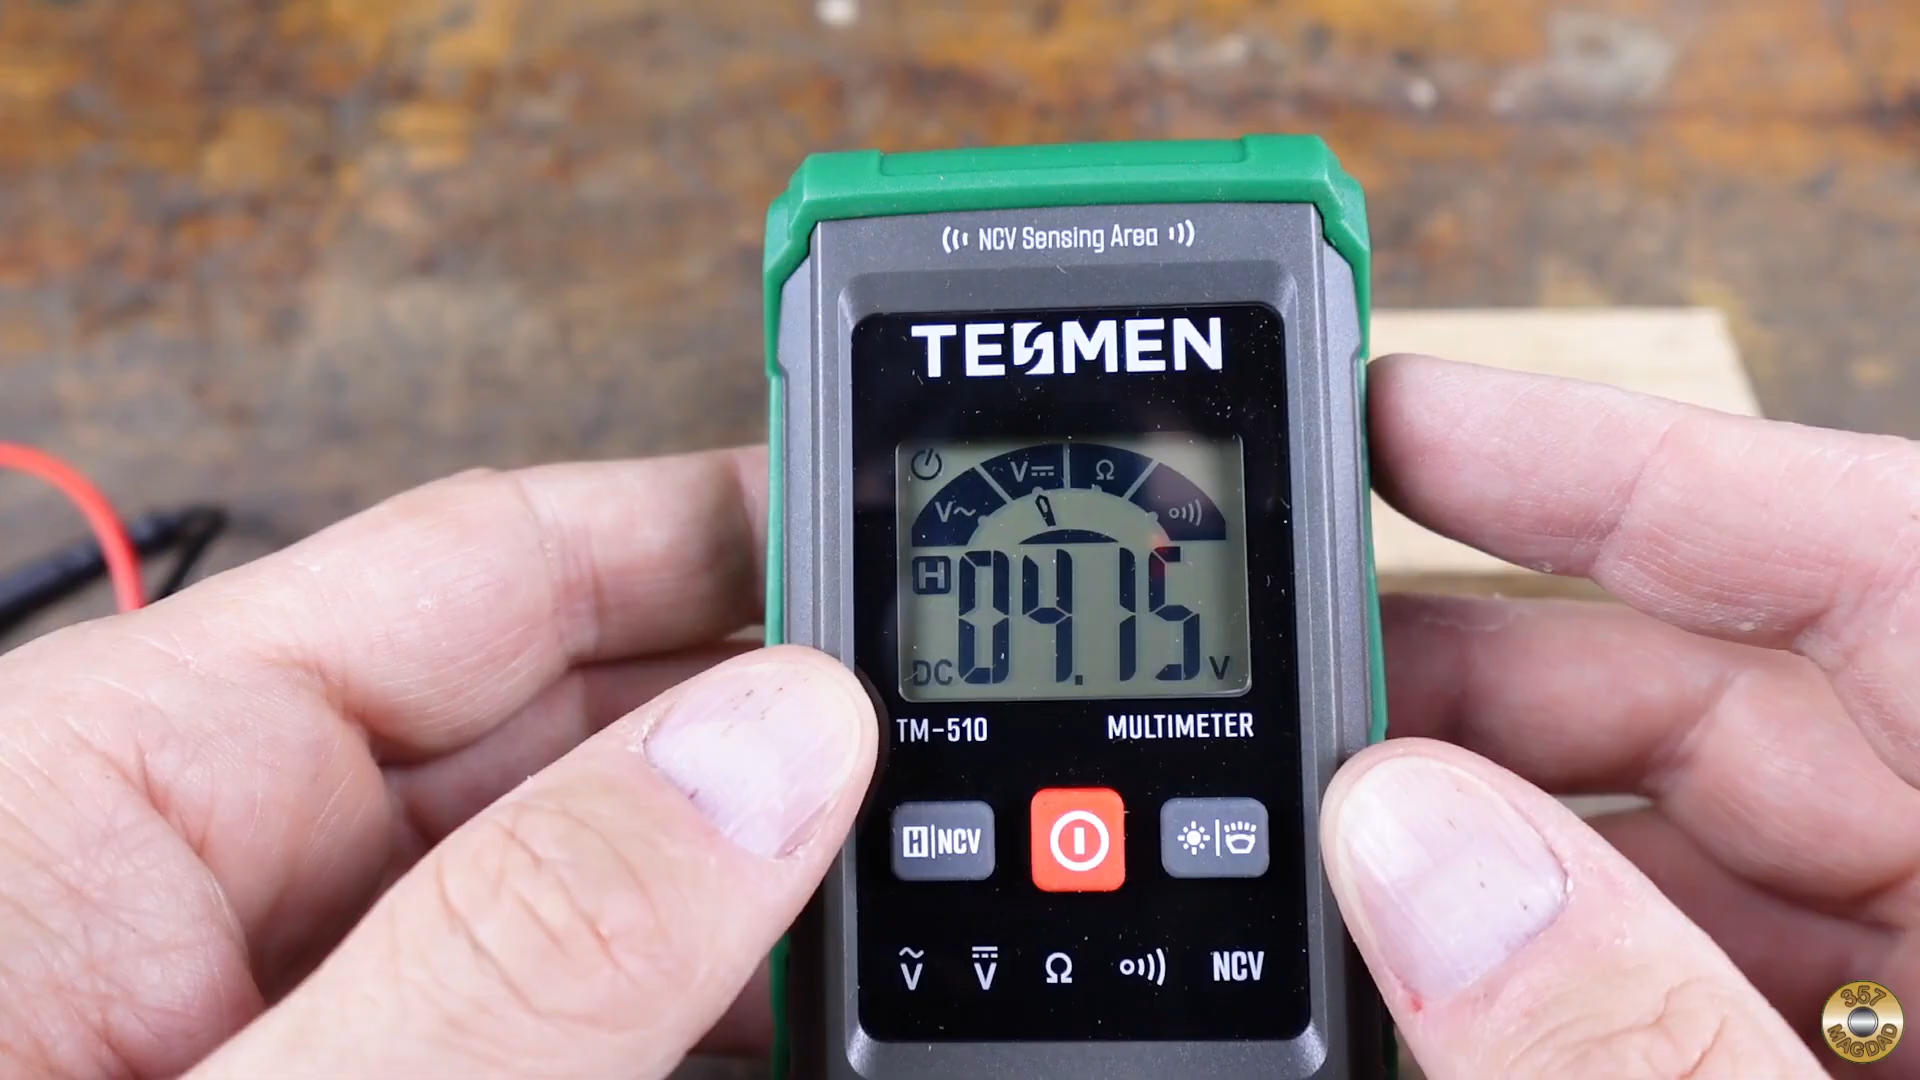 NCV Sensing Area
TESMEN
V⎓ Ω
V~
H 04.15
DC V
TM-510 MULTIMETER
H|NCV
Ṽ V Ω NCV
357
MAGDAD